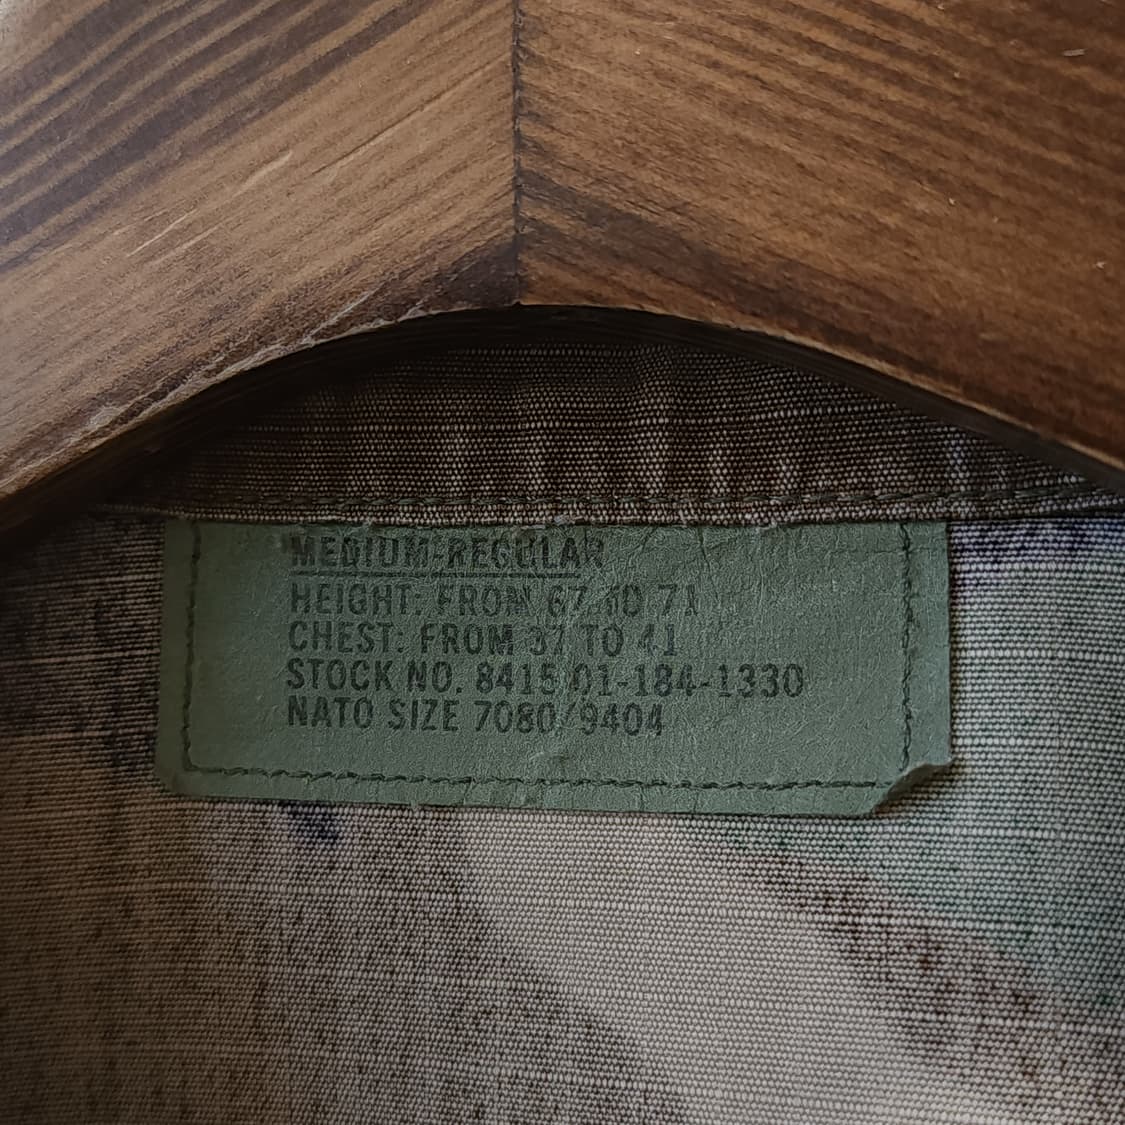 MEDIUM-REGULAR
HEIGHT: FROM 67 TO 71
CHEST: FROM 37 TO 41
STOCK NO. 8415 01-184-1330
NATO SIZE 7080/9404